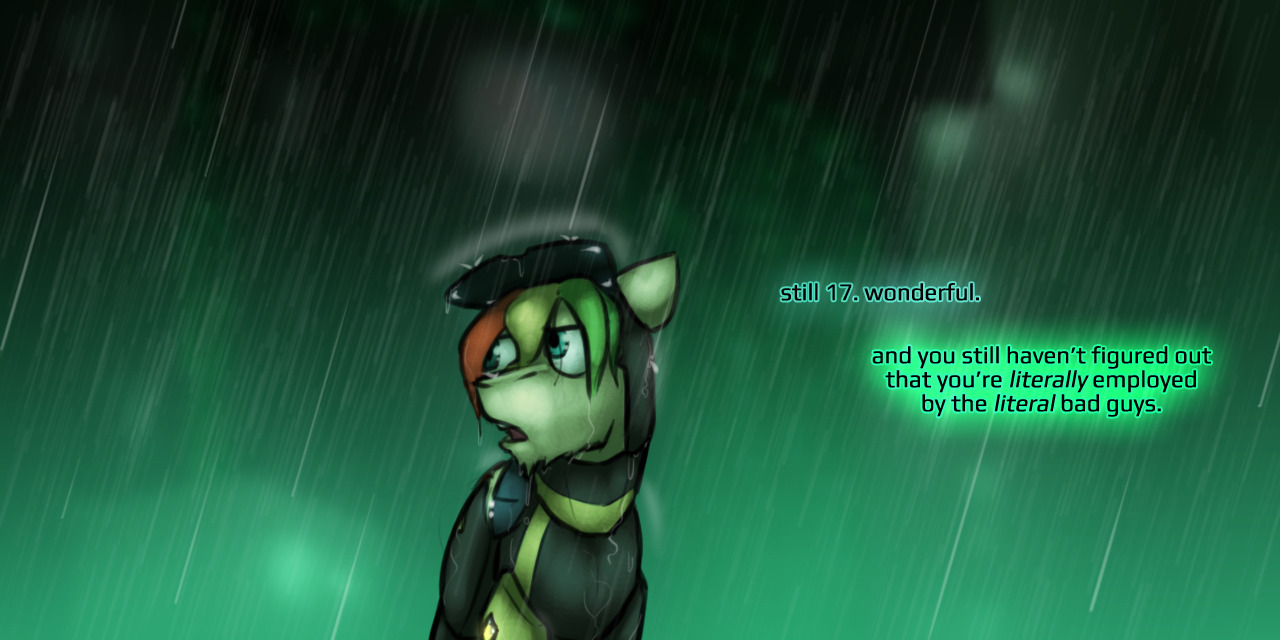 still 17. wonderful.
and you still haven't figured out
that you're literally employed
by the literal bad guys.